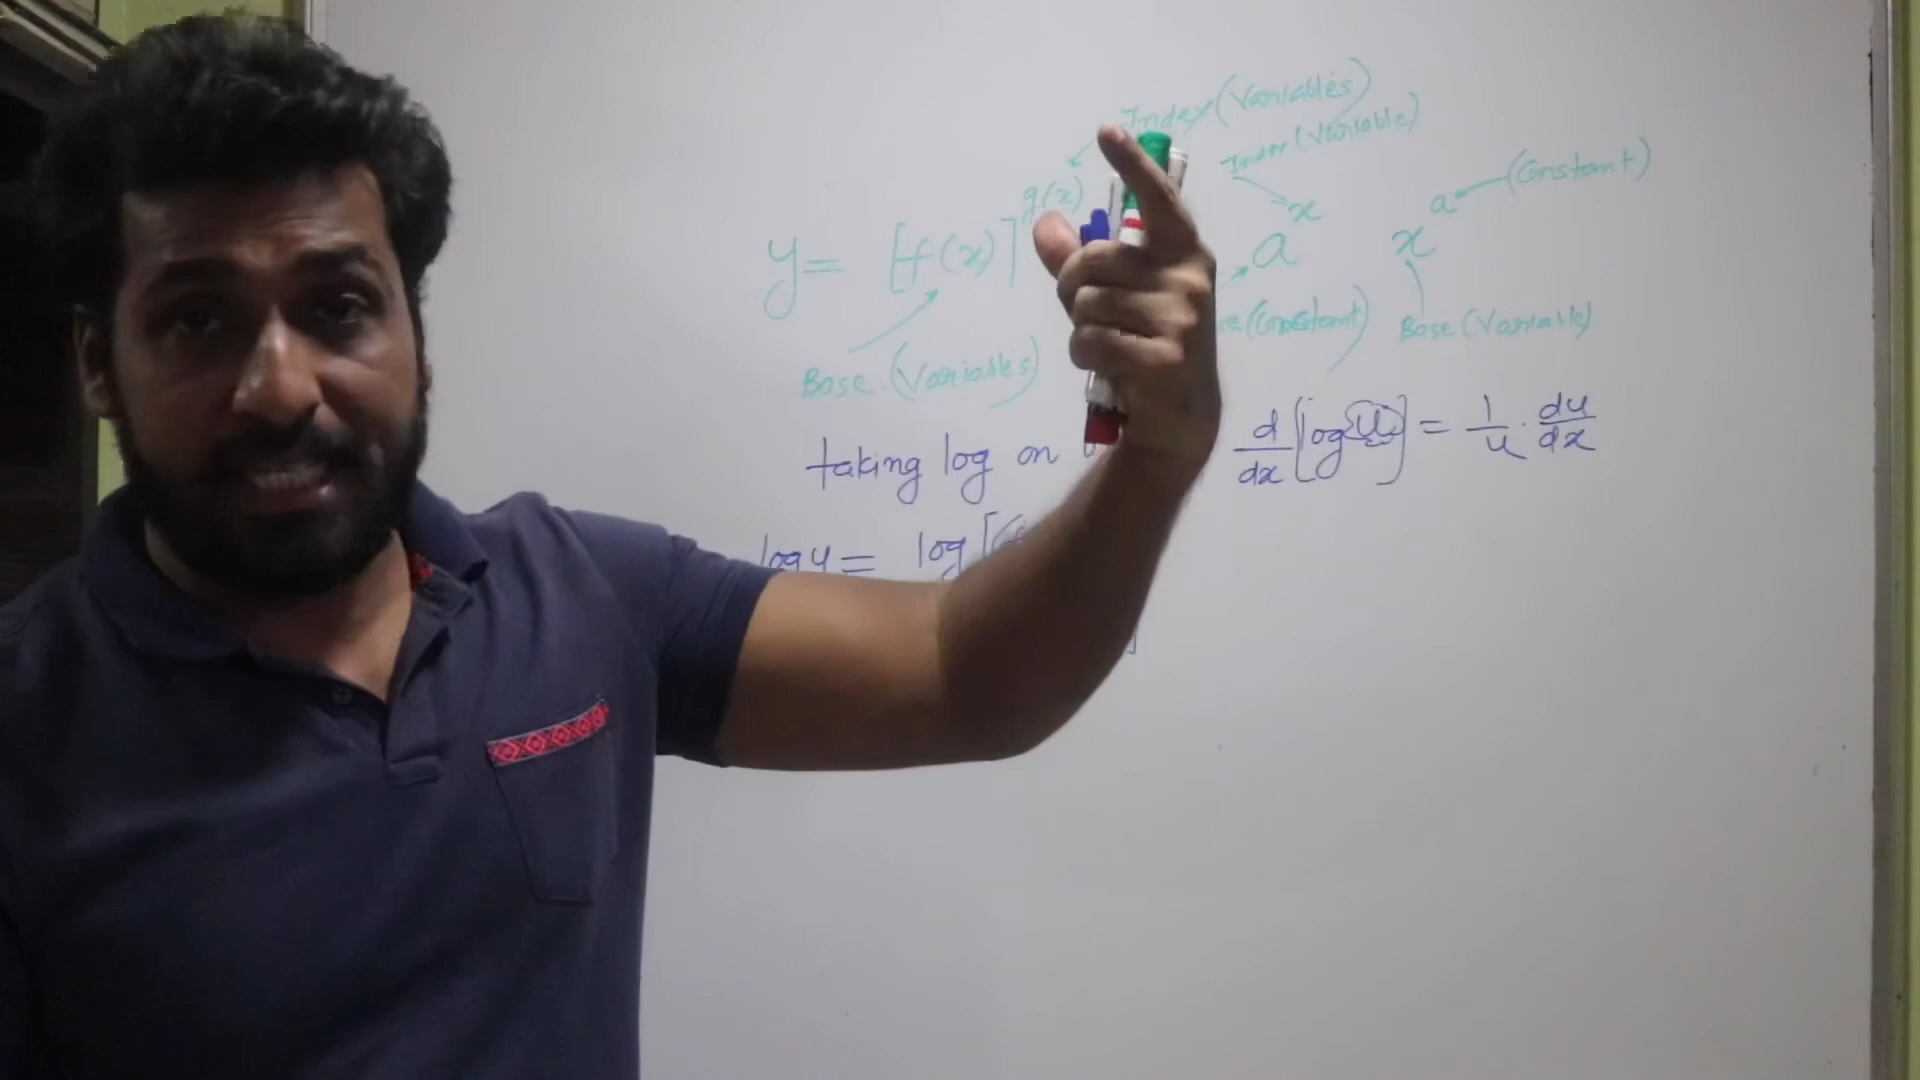 Index (Variables)
Index (Variable)
y = [f(x)]^g(x)
a^x
x^a
(Constant)
Base (Variables)
(Constant)
Base (Variable)
taking log on
d/dx [log u] = 1/u . du/dx
log y = log [(